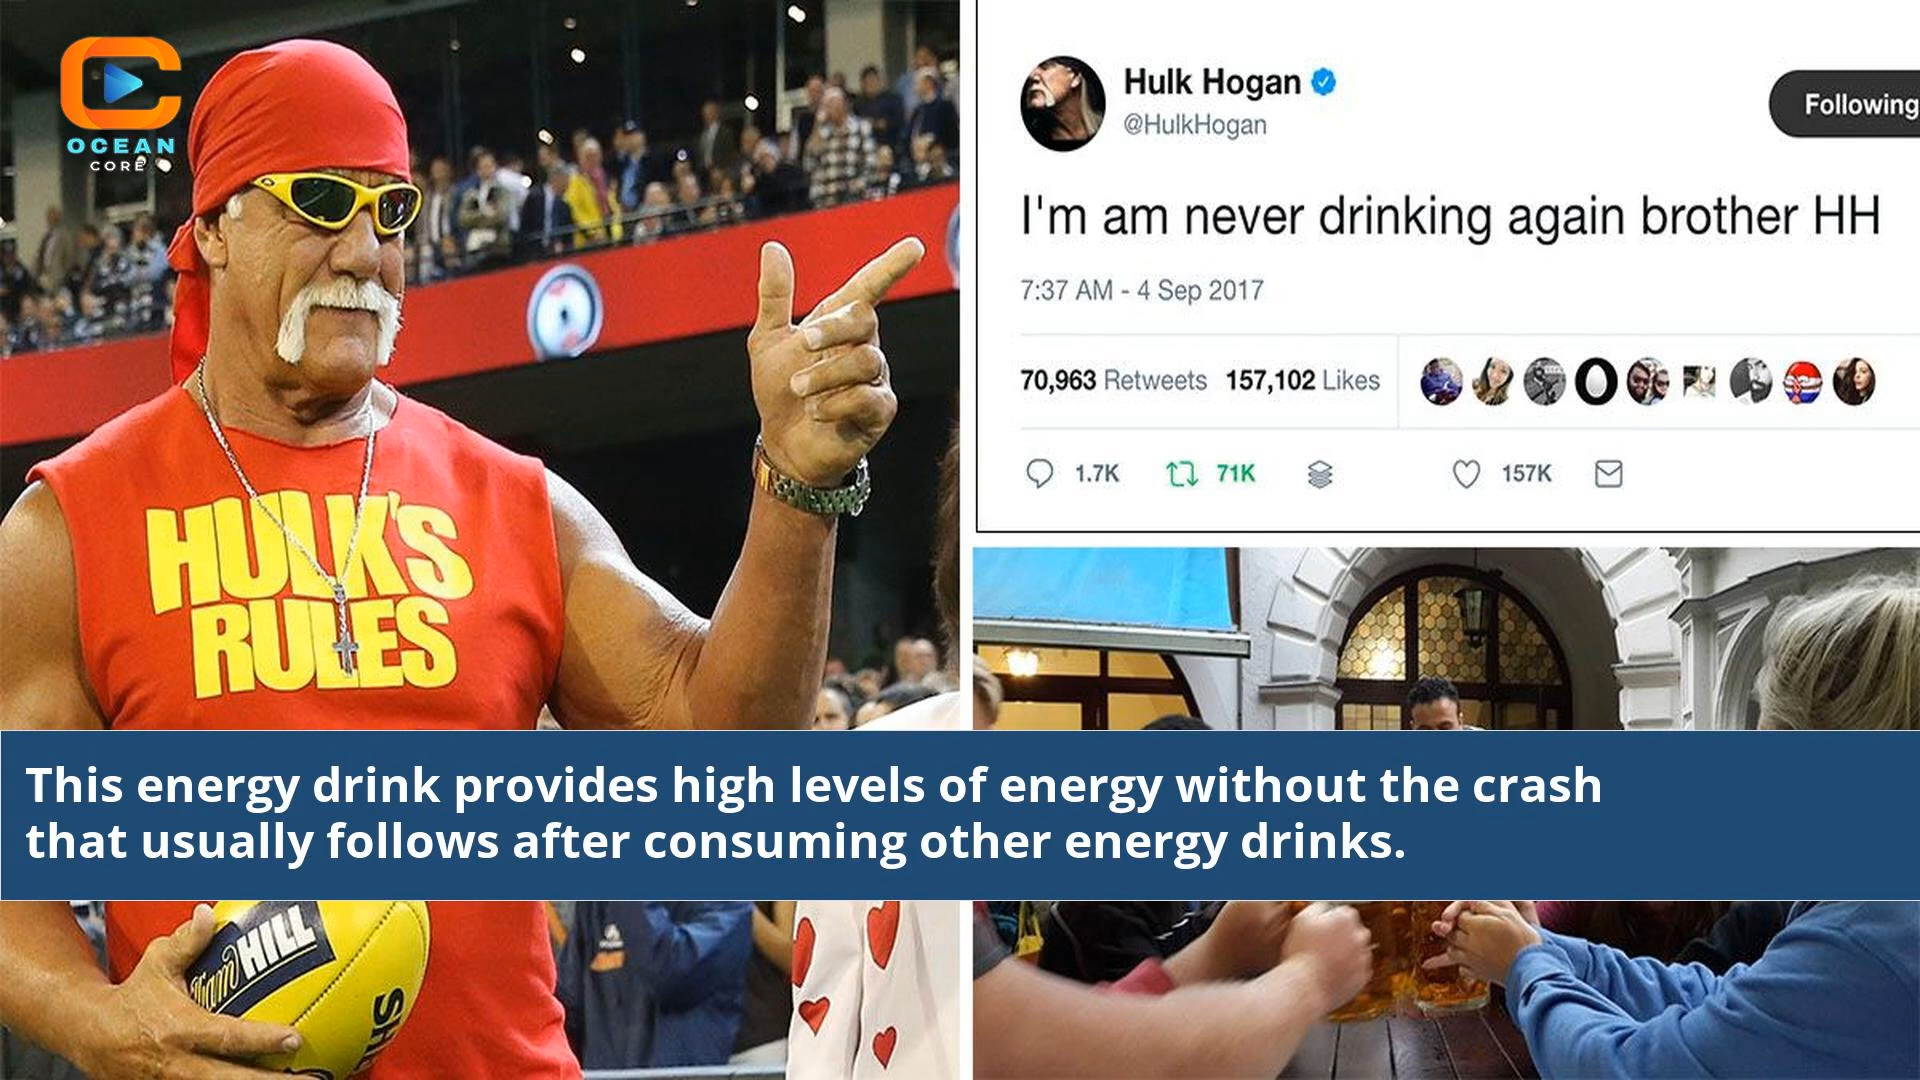 OCEAN
CORE
HULK'S
RULES
HILL
Hulk Hogan
@HulkHogan
Following
I'm am never drinking again brother HH
7:37 AM - 4 Sep 2017
70,963 Retweets 157,102 Likes
1.7K 71K 157K
This energy drink provides high levels of energy without the crash
that usually follows after consuming other energy drinks.